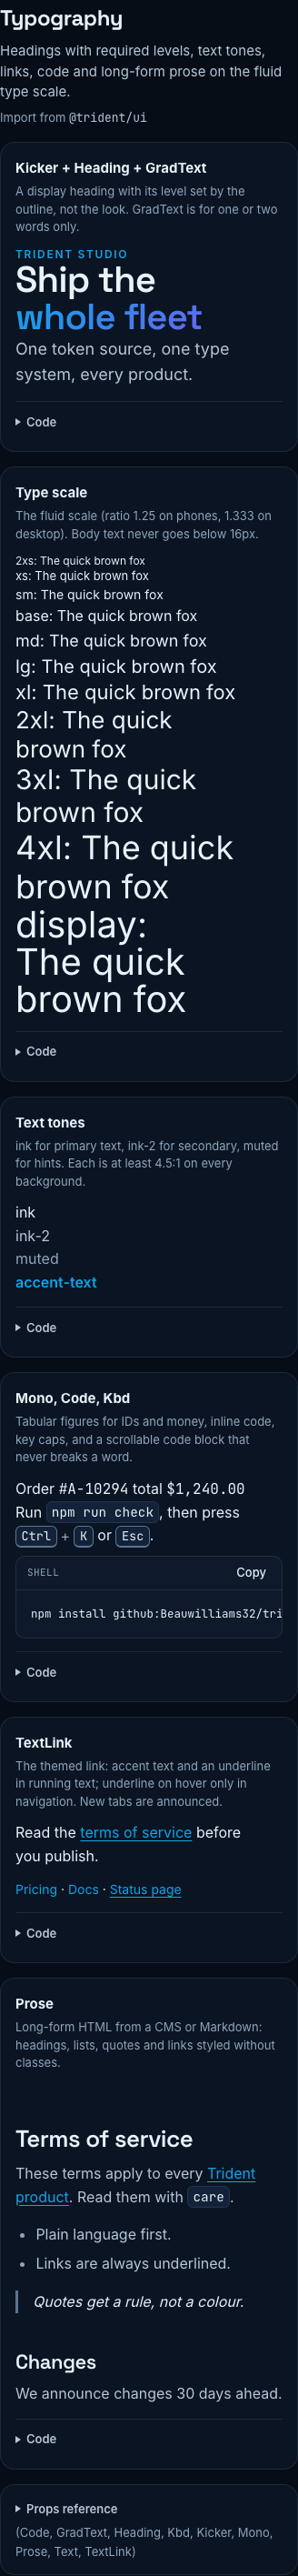 Typography
Headings with required levels, text tones,
links, code and long-form prose on the fluid
type scale.
Import from @trident/ui
Kicker + Heading + GradText
A display heading with its level set by the
outline, not the look. GradText is for one or two
words only.
TRIDENT STUDIO
Ship the
whole fleet
One token source, one type
system, every product.
Code
Type scale
The fluid scale (ratio 1.25 on phones, 1.333 on
desktop). Body text never goes below 16px.
2xs: The quick brown fox
xs: The quick brown fox
sm: The quick brown fox
base: The quick brown fox
md: The quick brown fox
lg: The quick brown fox
xl: The quick brown fox
2xl: The quick
brown fox
3xl: The quick
brown fox
4xl: The quick
brown fox
display:
The quick
brown fox
Code
Text tones
ink for primary text, ink-2 for secondary, muted
for hints. Each is at least 4.5:1 on every
background.
ink
ink-2
muted
accent-text
Code
Mono, Code, Kbd
Tabular figures for IDs and money, inline code,
key caps, and a scrollable code block that
never breaks a word.
Order #A-10294 total $1,240.00
Run npm run check, then press
Ctrl + K or Esc.
SHELL Copy
npm install github:Beauwilliams32/tri
Code
TextLink
The themed link: accent text and an underline
in running text; underline on hover only in
navigation. New tabs are announced.
Read the terms of service before
you publish.
Pricing · Docs · Status page
Code
Prose
Long-form HTML from a CMS or Markdown:
headings, lists, quotes and links styled without
classes.
Terms of service
These terms apply to every Trident
product. Read them with care.
• Plain language first.
• Links are always underlined.
Quotes get a rule, not a colour.
Changes
We announce changes 30 days ahead.
Code
Props reference
(Code, GradText, Heading, Kbd, Kicker, Mono,
Prose, Text, TextLink)